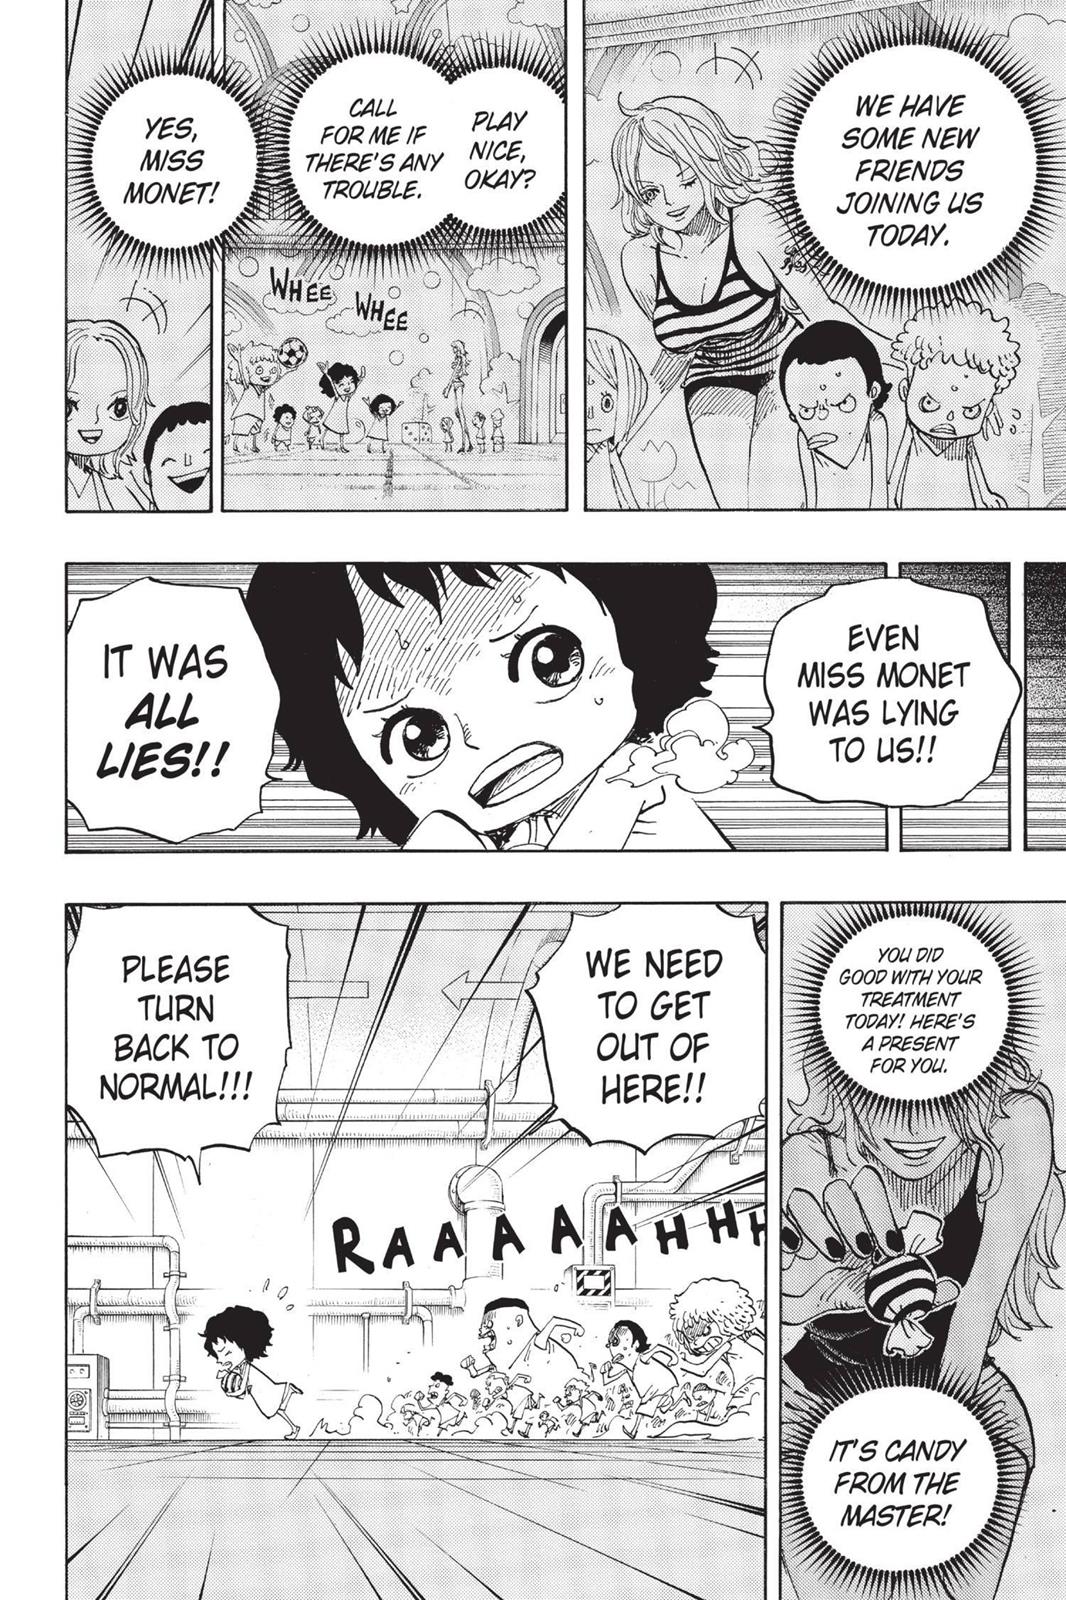 WE HAVE
SOME NEW
FRIENDS
JOINING US
TODAY.
PLAY
NICE,
OKAY?
CALL
FOR ME IF
THERE'S ANY
TROUBLE.
WHEE
WHEE
YES,
MISS
MONET!
EVEN
MISS MONET
WAS LYING
TO US!!
IT WAS
ALL
LIES!!
YOU DID
GOOD WITH YOUR
TREATMENT
TODAY! HERE'S
A PRESENT
FOR YOU.
IT'S CANDY
FROM THE
MASTER!
WE NEED
TO GET
OUT OF
HERE!!
PLEASE
TURN
BACK TO
NORMAL!!!
RAAAAAHHH